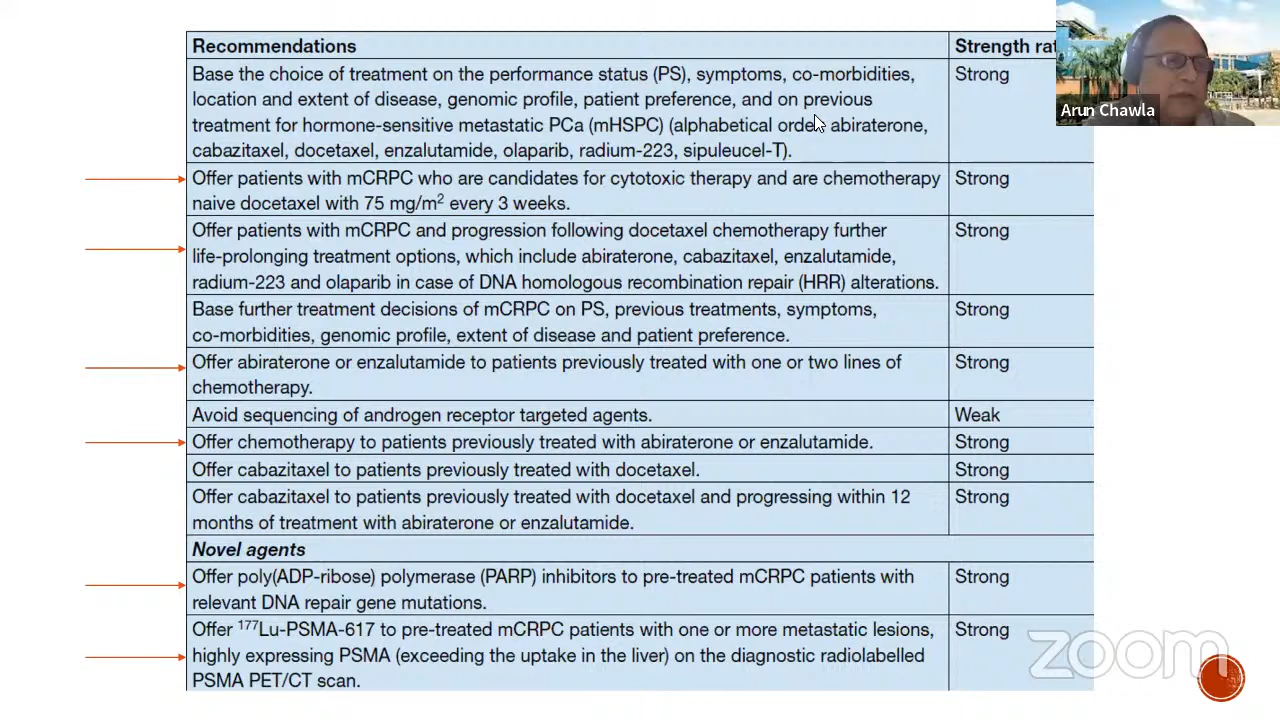 Recommendations
Strength rat
Base the choice of treatment on the performance status (PS), symptoms, co-morbidities,
Strong
location and extent of disease, genomic profile, patient preference, and on previous
treatment for hormone-sensitive metastatic PCa (mHSPC) (alphabetical order abiraterone,
cabazitaxel, docetaxel, enzalutamide, olaparib, radium-223, sipuleucel-T).
Offer patients with mCRPC who are candidates for cytotoxic therapy and are chemotherapy
Strong
naive docetaxel with 75 mg/m² every 3 weeks.
Offer patients with mCRPC and progression following docetaxel chemotherapy further
Strong
life-prolonging treatment options, which include abiraterone, cabazitaxel, enzalutamide,
radium-223 and olaparib in case of DNA homologous recombination repair (HRR) alterations.
Base further treatment decisions of mCRPC on PS, previous treatments, symptoms,
Strong
co-morbidities, genomic profile, extent of disease and patient preference.
Offer abiraterone or enzalutamide to patients previously treated with one or two lines of
Strong
chemotherapy.
Avoid sequencing of androgen receptor targeted agents.
Weak
Offer chemotherapy to patients previously treated with abiraterone or enzalutamide.
Strong
Offer cabazitaxel to patients previously treated with docetaxel.
Strong
Offer cabazitaxel to patients previously treated with docetaxel and progressing within 12
Strong
months of treatment with abiraterone or enzalutamide.
Novel agents
Offer poly(ADP-ribose) polymerase (PARP) inhibitors to pre-treated mCRPC patients with
Strong
relevant DNA repair gene mutations.
Offer ¹⁷⁷Lu-PSMA-617 to pre-treated mCRPC patients with one or more metastatic lesions,
Strong
highly expressing PSMA (exceeding the uptake in the liver) on the diagnostic radiolabelled
PSMA PET/CT scan.
Arun Chawla
zoom